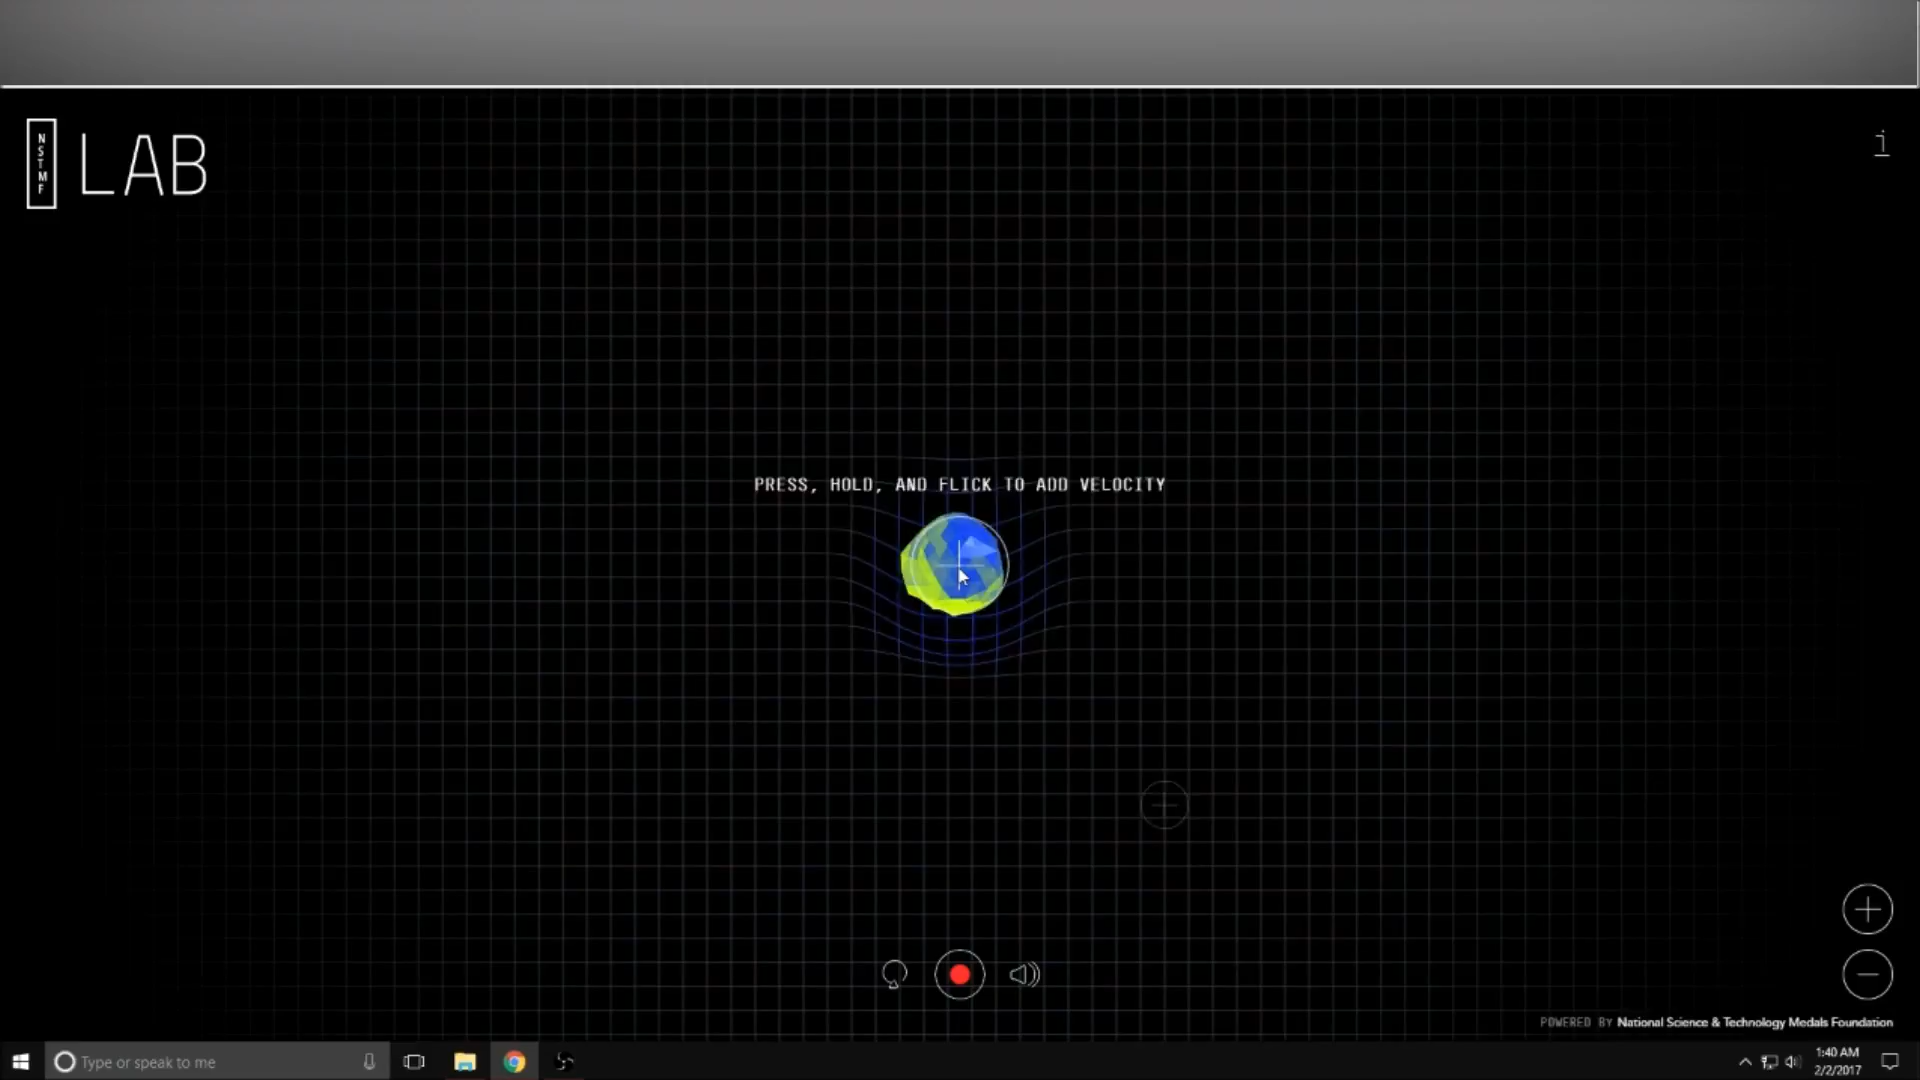 NSTMF
LAB
i
PRESS, HOLD, AND FLICK TO ADD VELOCITY
POWERED BY National Science & Technology Medals Foundation
Type or speak to me
1:40 AM
2/2/2017